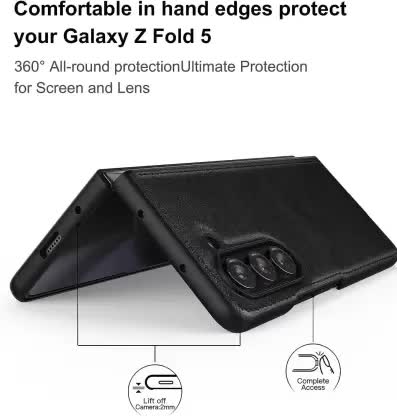 Comfortable in hand edges protect
your Galaxy Z Fold 5
360° All-round protectionUltimate Protection
for Screen and Lens
Lift off
Camera:2mm
Complete
Access